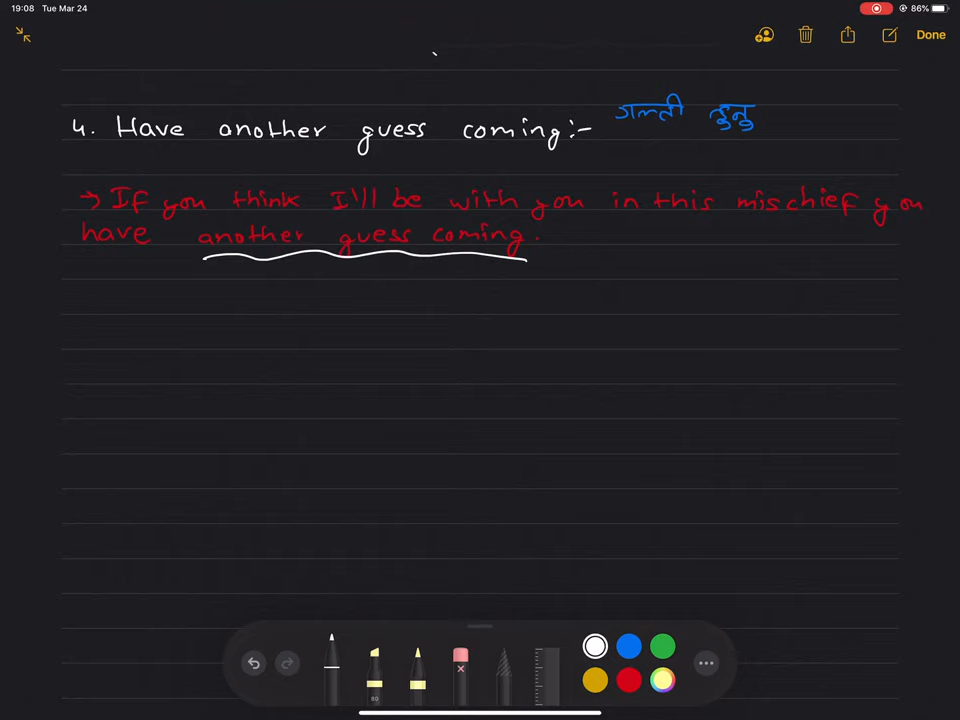 19:08 Tue Mar 24
86%
Done
4. Have another guess coming:- गल्ती हुनु
→ If you think I'll be with you in this mischief you
have another guess coming.
80